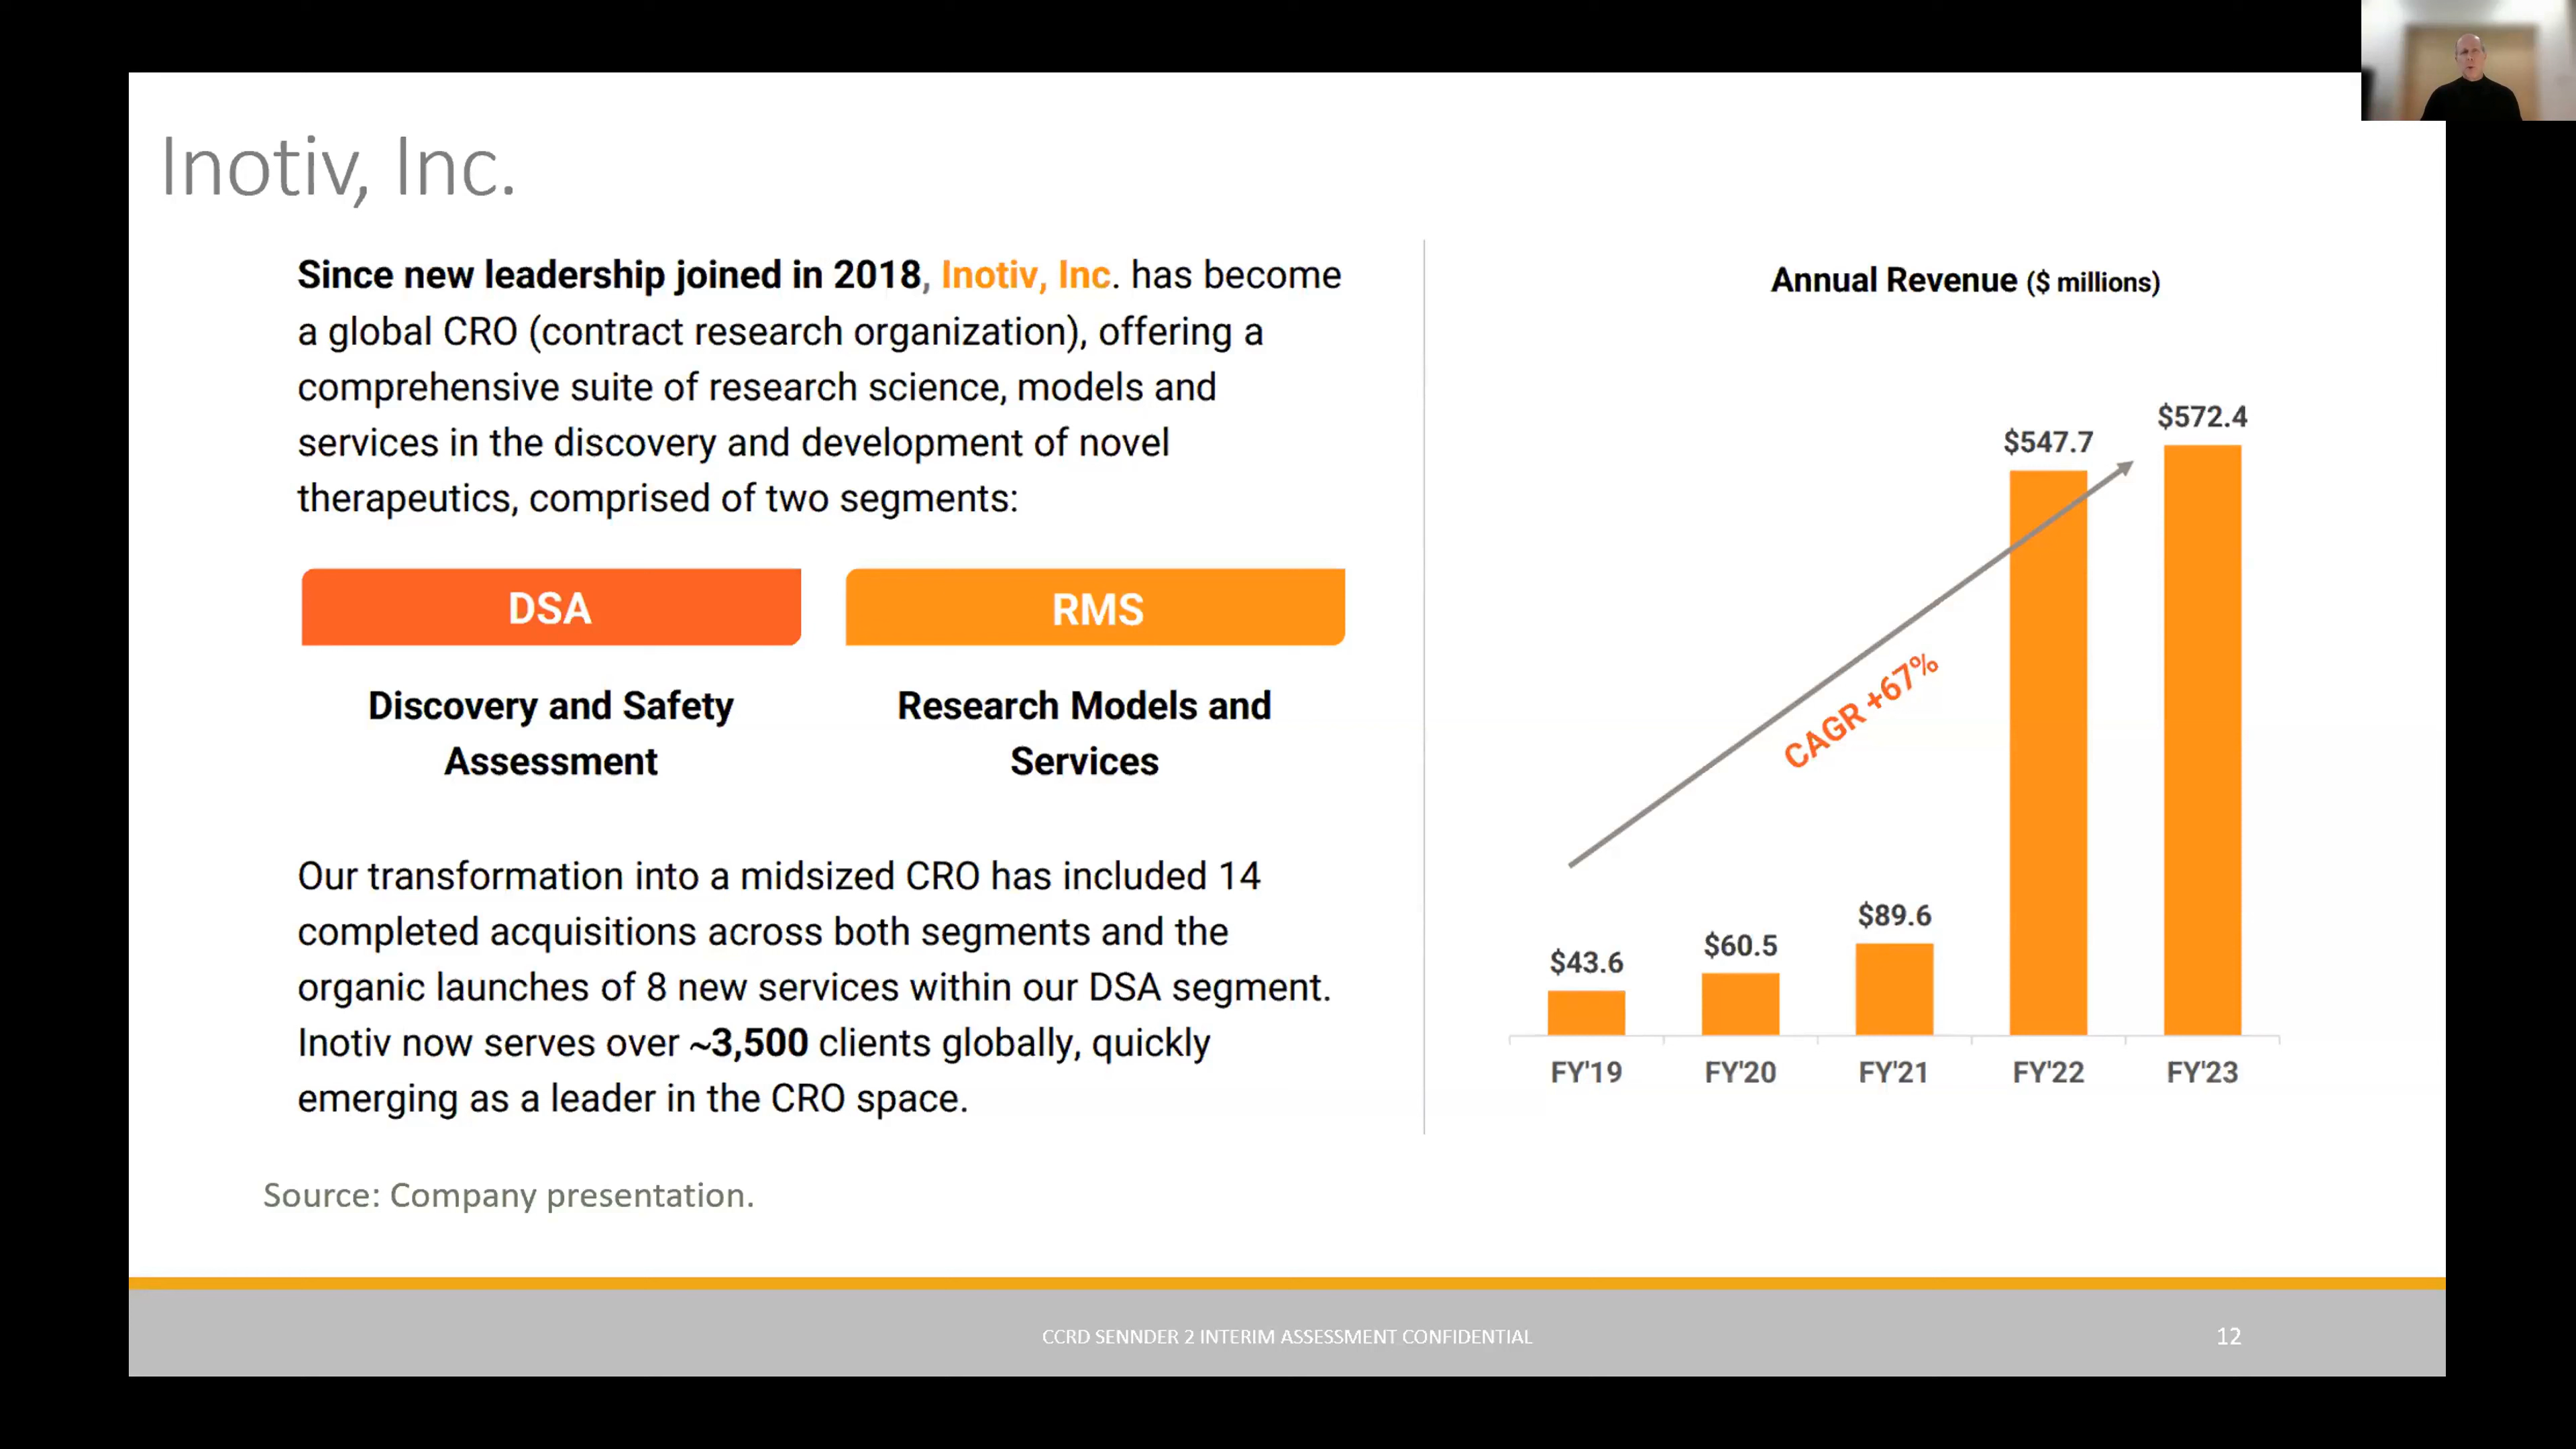 Inotiv, Inc.
Since new leadership joined in 2018, Inotiv, Inc. has become
a global CRO (contract research organization), offering a
comprehensive suite of research science, models and
services in the discovery and development of novel
therapeutics, comprised of two segments:
DSA
RMS
Discovery and Safety
Assessment
Research Models and
Services
Our transformation into a midsized CRO has included 14
completed acquisitions across both segments and the
organic launches of 8 new services within our DSA segment.
Inotiv now serves over ~3,500 clients globally, quickly
emerging as a leader in the CRO space.
Annual Revenue ($ millions)
$43.6
$60.5
$89.6
$547.7
$572.4
CAGR +67%
FY'19
FY'20
FY'21
FY'22
FY'23
Source: Company presentation.
CCRD SENNDER 2 INTERIM ASSESSMENT CONFIDENTIAL
12